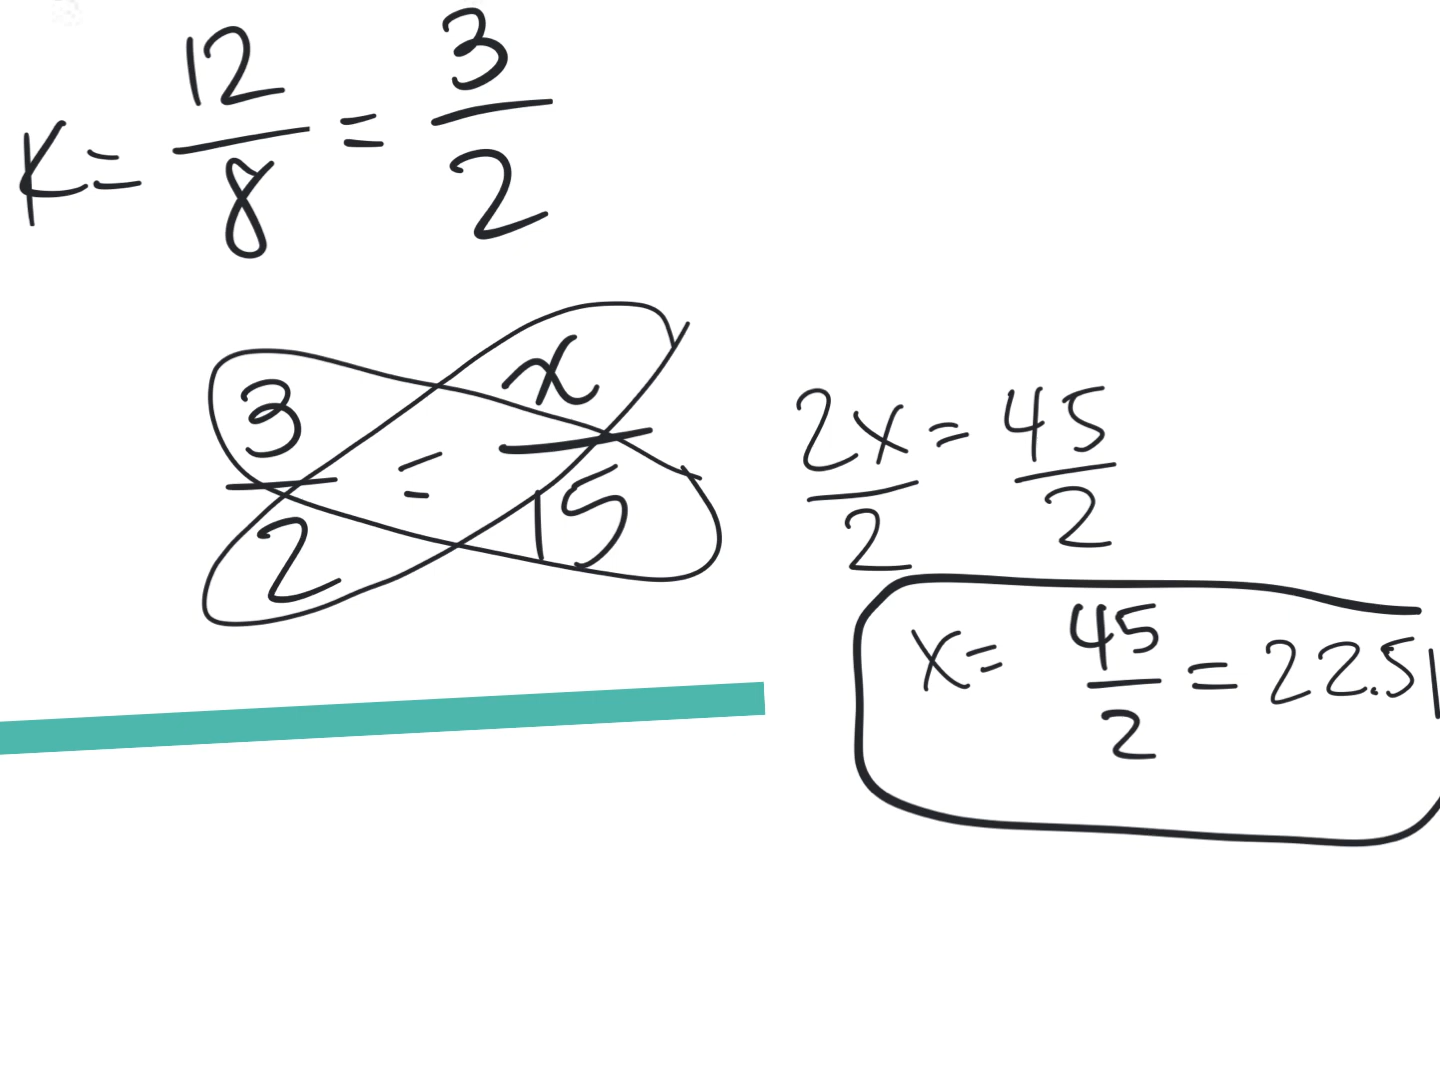 K = 12/8 = 3/2
3/2 = x/15
2x/2 = 45/2
x = 45/2 = 22.5